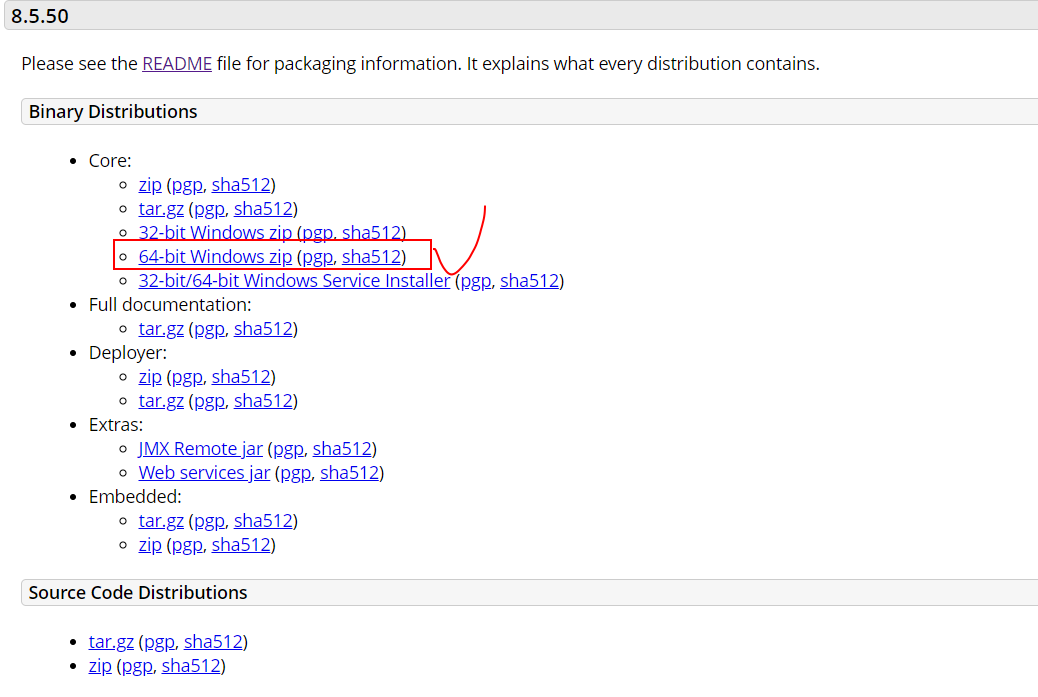 8.5.50
Please see the README file for packaging information. It explains what every distribution contains.
Binary Distributions
Core:
zip (pgp, sha512)
tar.gz (pgp, sha512)
32-bit Windows zip (pgp, sha512)
64-bit Windows zip (pgp, sha512)
32-bit/64-bit Windows Service Installer (pgp, sha512)
Full documentation:
tar.gz (pgp, sha512)
Deployer:
zip (pgp, sha512)
tar.gz (pgp, sha512)
Extras:
JMX Remote jar (pgp, sha512)
Web services jar (pgp, sha512)
Embedded:
tar.gz (pgp, sha512)
zip (pgp, sha512)
Source Code Distributions
tar.gz (pgp, sha512)
zip (pgp, sha512)